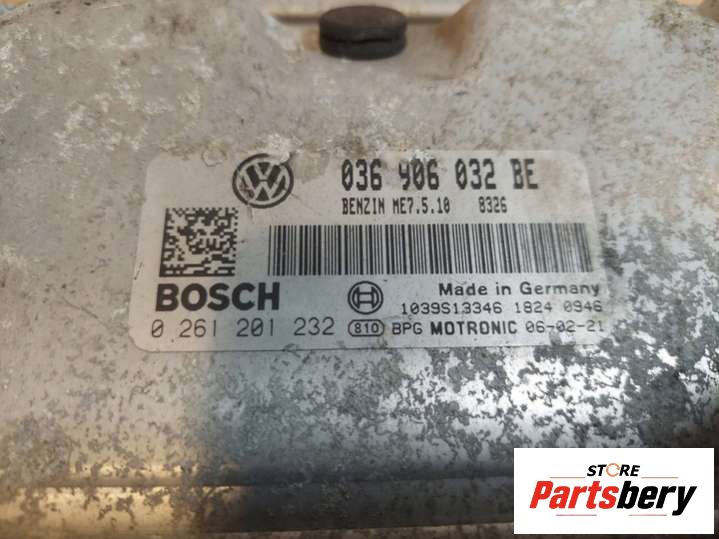 036 906 032 BE
BENZIN ME7.5.10 8326
BOSCH
Made in Germany
1039S13346 1824 0946
0 261 201 232 810 BPG MOTRONIC 06-02-21
STORE
Partsbery